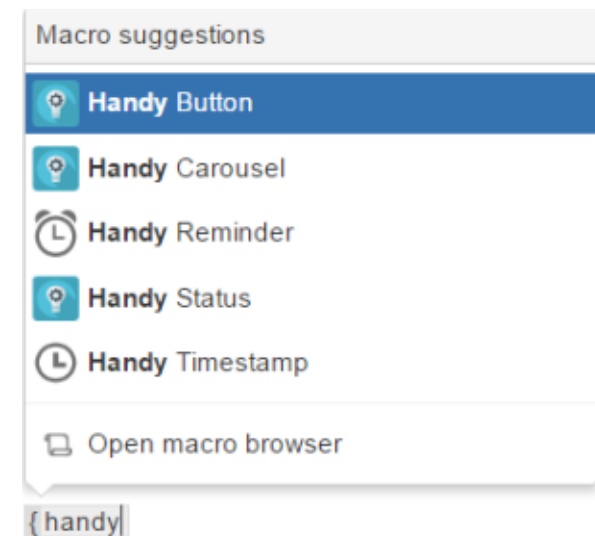 Macro suggestions
Handy Button
Handy Carousel
Handy Reminder
Handy Status
Handy Timestamp
Open macro browser
{handy